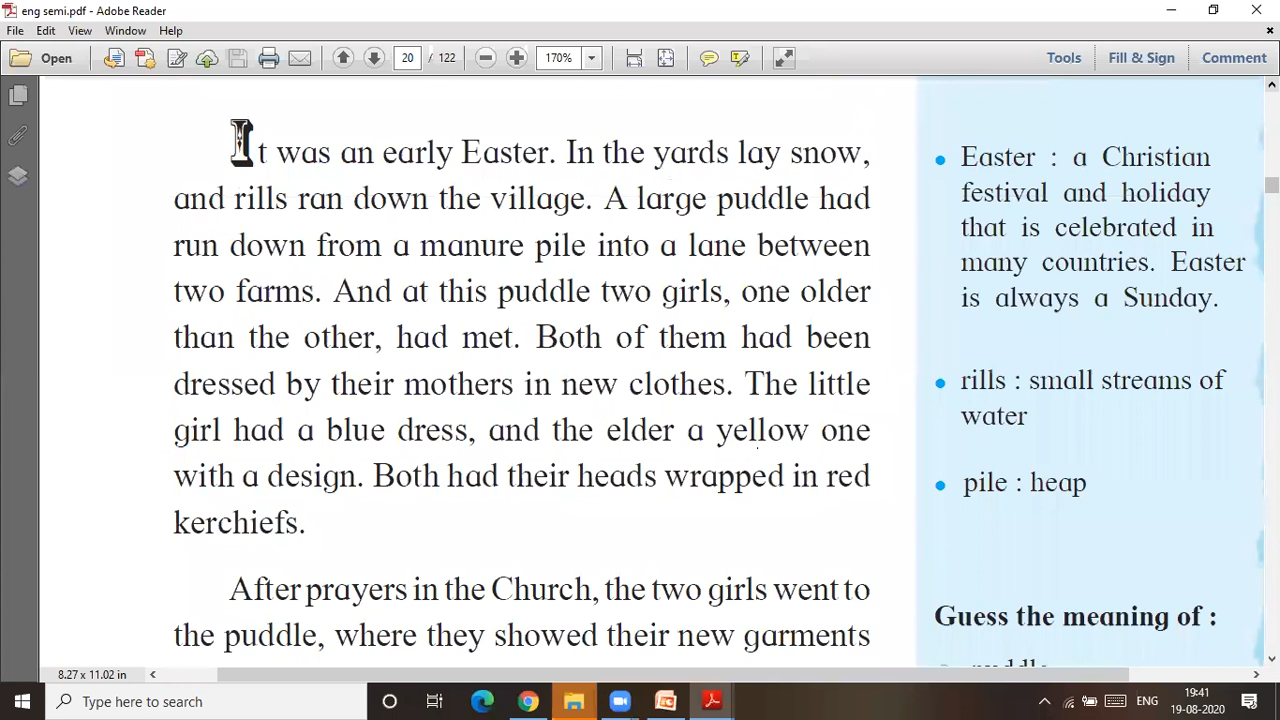 eng semi.pdf - Adobe Reader
File Edit View Window Help
Open 20 / 122 170% Tools Fill & Sign Comment
It was an early Easter. In the yards lay snow,
and rills ran down the village. A large puddle had
run down from a manure pile into a lane between
two farms. And at this puddle two girls, one older
than the other, had met. Both of them had been
dressed by their mothers in new clothes. The little
girl had a blue dress, and the elder a yellow one
with a design. Both had their heads wrapped in red
kerchiefs.
After prayers in the Church, the two girls went to
the puddle, where they showed their new garments
• Easter : a Christian
festival and holiday
that is celebrated in
many countries. Easter
is always a Sunday.
• rills : small streams of
water
• pile : heap
Guess the meaning of :
puddle
8.27 x 11.02 in
Type here to search
ENG
19:41
19-08-2020